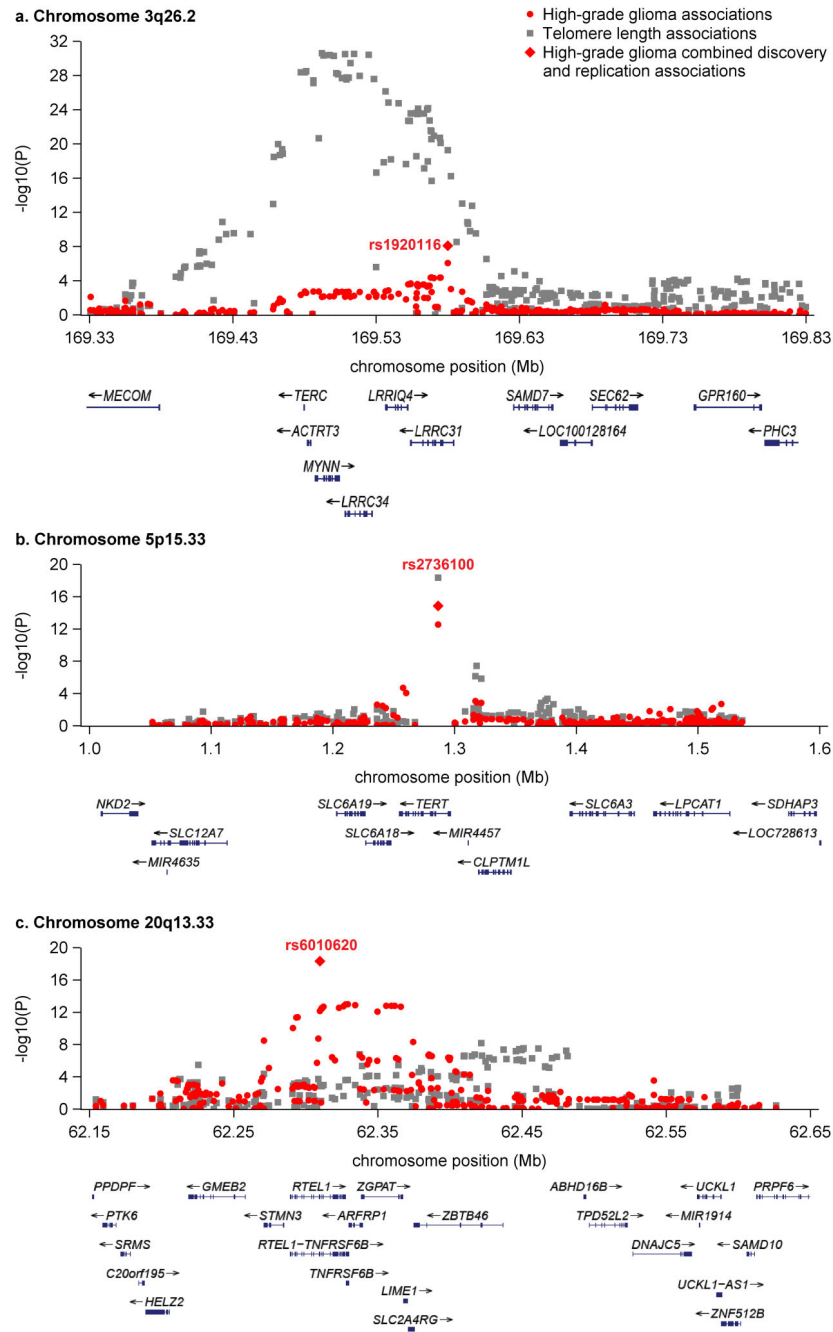 a. Chromosome 3q26.2
High-grade glioma associations
Telomere length associations
High-grade glioma combined discovery
and replication associations
-log10(P)
32
28
24
20
16
12
8
4
0
rs1920116
169.33 169.43 169.53 169.63 169.73 169.83
chromosome position (Mb)
←MECOM ←TERC LRRIQ4→ SAMD7→ SEC62→ GPR160→
←ACTRT3 ←LRRC31 ←LOC100128164 ←PHC3
MYNN→
←LRRC34
b. Chromosome 5p15.33
rs2736100
-log10(P)
20
16
12
8
4
0
1.0 1.1 1.2 1.3 1.4 1.5 1.6
chromosome position (Mb)
NKD2→ SLC6A19→ ←TERT ←SLC6A3 ←LPCAT1 ←SDHAP3
←SLC12A7 SLC6A18→ ←MIR4457 ←LOC728613
←MIR4635 ←CLPTM1L
c. Chromosome 20q13.33
rs6010620
-log10(P)
20
16
12
8
4
0
62.15 62.25 62.35 62.45 62.55 62.65
chromosome position (Mb)
PPDPF→ ←GMEB2 RTEL1→ ZGPAT→ ABHD16B→ ←UCKL1 PRPF6→
←PTK6 ←STMN3 ←ARFRP1 ←ZBTB46 TPD52L2→ ←MIR1914
←SRMS RTEL1-TNFRSF6B→ DNAJC5→ ←SAMD10
C20orf195→ TNFRSF6B→ LIME1→ UCKL1-AS1→
←HELZ2 SLC2A4RG→ ←ZNF512B